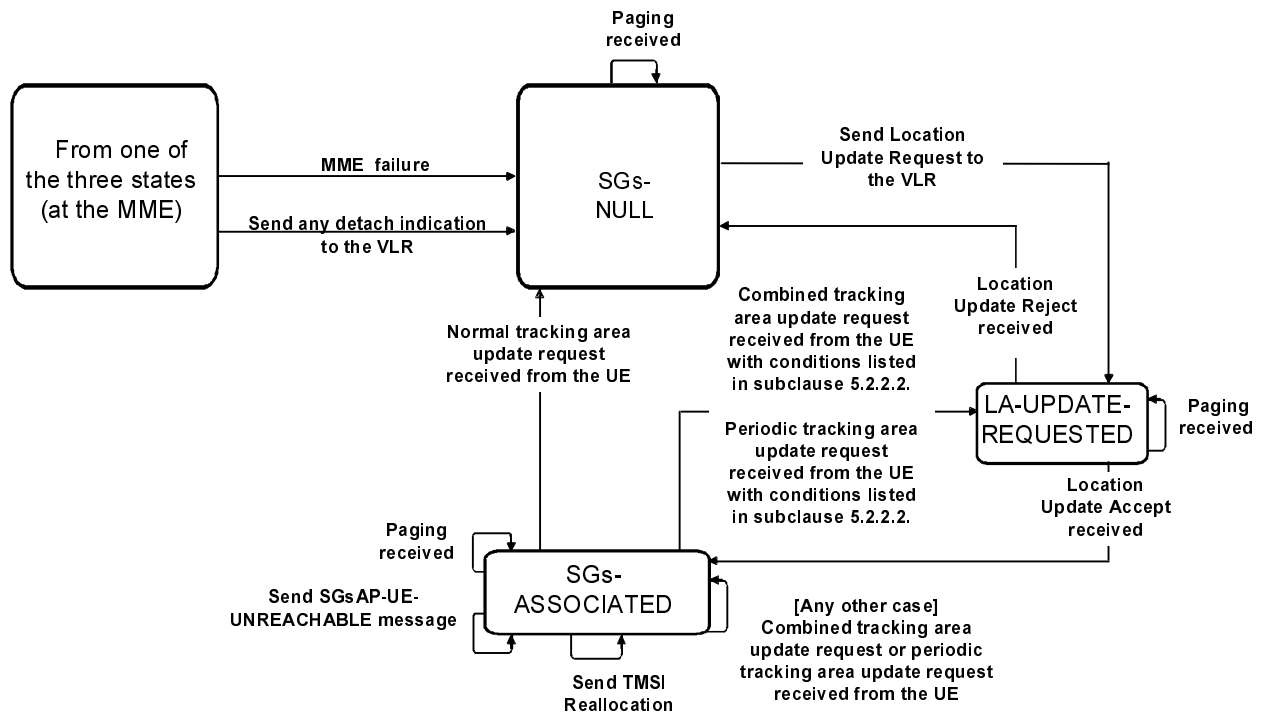 Paging
received
From one of
the three states
(at the MME)
MME failure
Send any detach indication
to the VLR
SGs-
NULL
Send Location
Update Request to
the VLR
Location
Update Reject
received
Combined tracking
area update request
received from the UE
with conditions listed
in subclause 5.2.2.2.
Normal tracking area
update request
received from the UE
LA-UPDATE-
REQUESTED
Paging
received
Periodic tracking area
update request
received from the UE
with conditions listed
in subclause 5.2.2.2.
Location
Update Accept
received
Paging
received
SGs-
ASSOCIATED
Send SGsAP-UE-
UNREACHABLE message
[Any other case]
Combined tracking area
update request or periodic
tracking area update request
received from the UE
Send TMSI
Reallocation